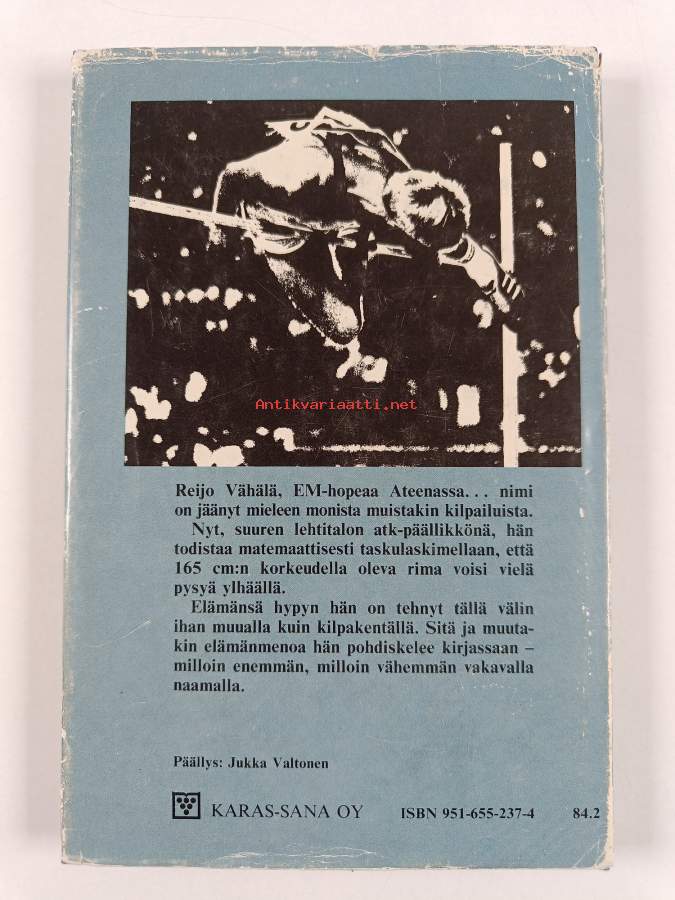 Antikvariaatti.net
Reijo Vähälä, EM-hopeaa Ateenassa... nimi
on jäänyt mieleen monista muistakin kilpailuista.
Nyt, suuren lehtitalon atk-päällikkönä, hän
todistaa matemaattisesti taskulaskimellaan, että
165 cm:n korkeudella oleva rima voisi vielä
pysyä ylhäällä.
Elämänsä hypyn hän on tehnyt tällä välin
ihan muualla kuin kilpakentällä. Sitä ja muuta-
kin elämänmenoa hän pohdiskelee kirjassaan –
milloin enemmän, milloin vähemmän vakavalla
naamalla.
Päällys: Jukka Valtonen
KARAS-SANA OY ISBN 951-655-237-4 84.2